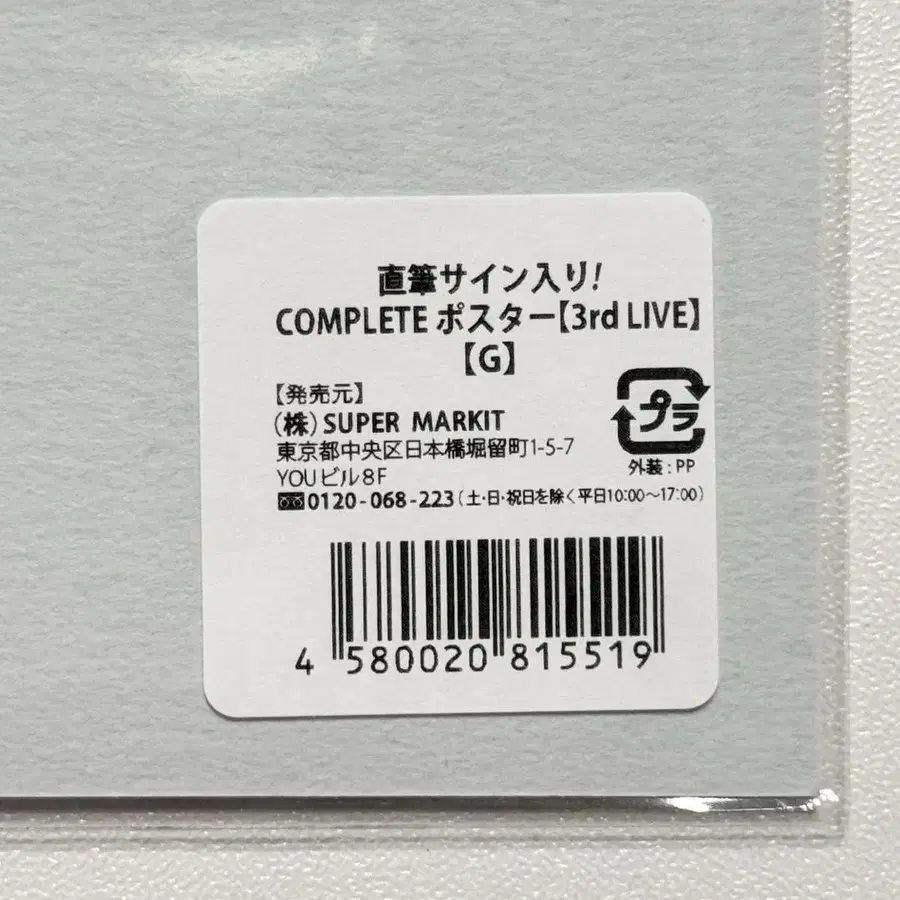 直筆サイン入り!
COMPLETE ポスター【3rd LIVE】
【G】
【発売元】
(株) SUPER MARKIT
東京都中央区日本橋堀留町1-5-7
YOUビル8F
0120-068-223(土・日・祝日を除く平日10:00～17:00)
プラ
外装:PP
4 580020 815519